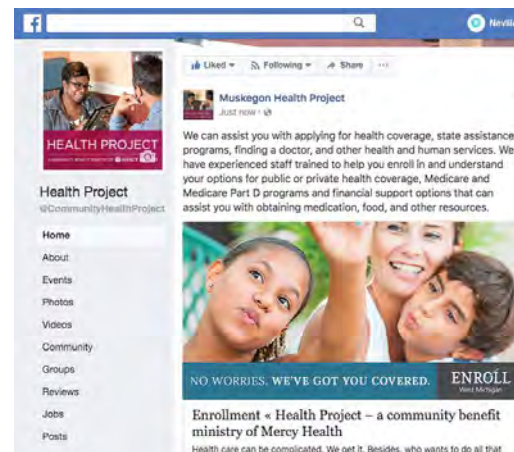 f
Nevill
Liked
Following
Share
Muskegon Health Project
Just now
We can assist you with applying for health coverage, state assistance
programs, finding a doctor, and other health and human services. We
have experienced staff trained to help you enroll in and understand
your options for public or private health coverage, Medicare and
Medicare Part D programs and financial support options that can
assist you with obtaining medication, food, and other resources.
HEALTH PROJECT
Health Project
@CommunityHealthProject
Home
About
Events
Photos
Videos
Community
Groups
Reviews
Jobs
Posts
NO WORRIES. WE'VE GOT YOU COVERED.
ENROLL
West Michigan
Enrollment « Health Project – a community benefit
ministry of Mercy Health
Health care can be complicated. We get it. Besides, who wants to do all that